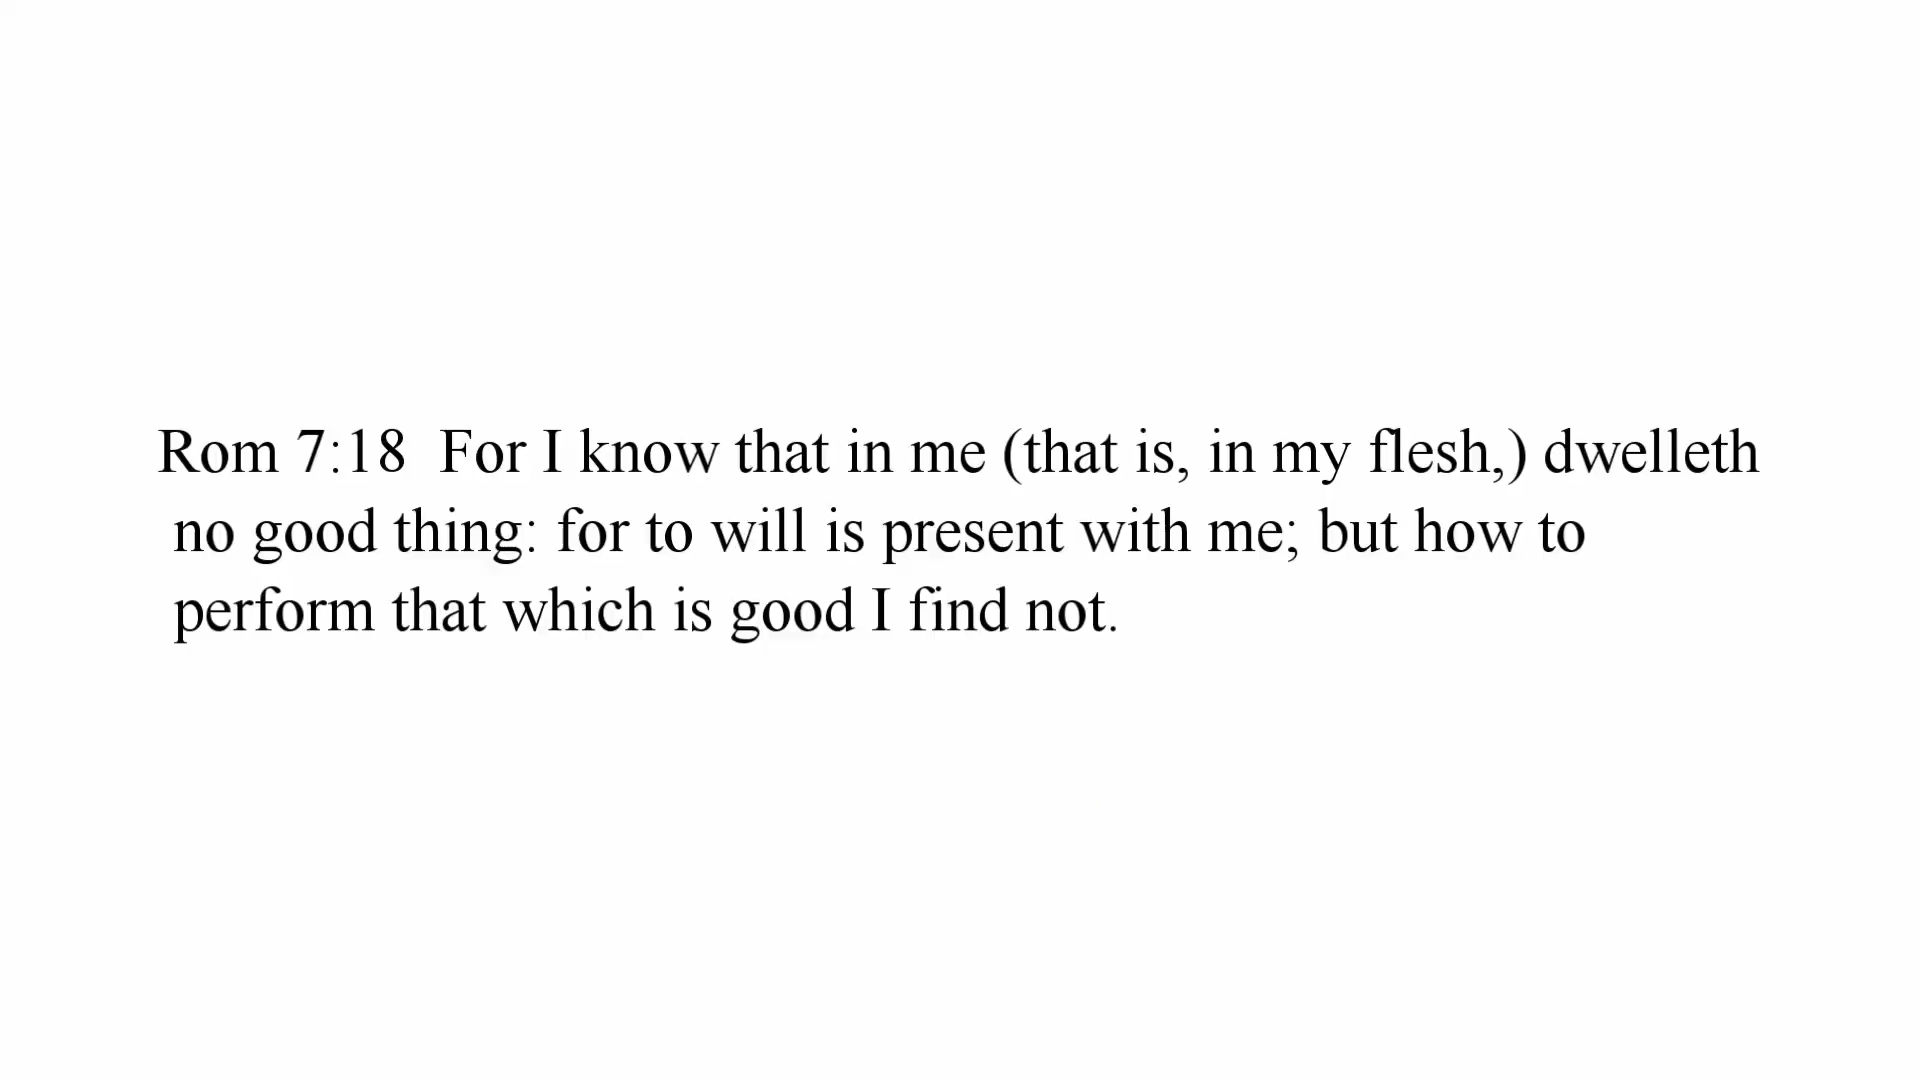 Rom 7:18  For I know that in me (that is, in my flesh,) dwelleth
no good thing: for to will is present with me; but how to
perform that which is good I find not.